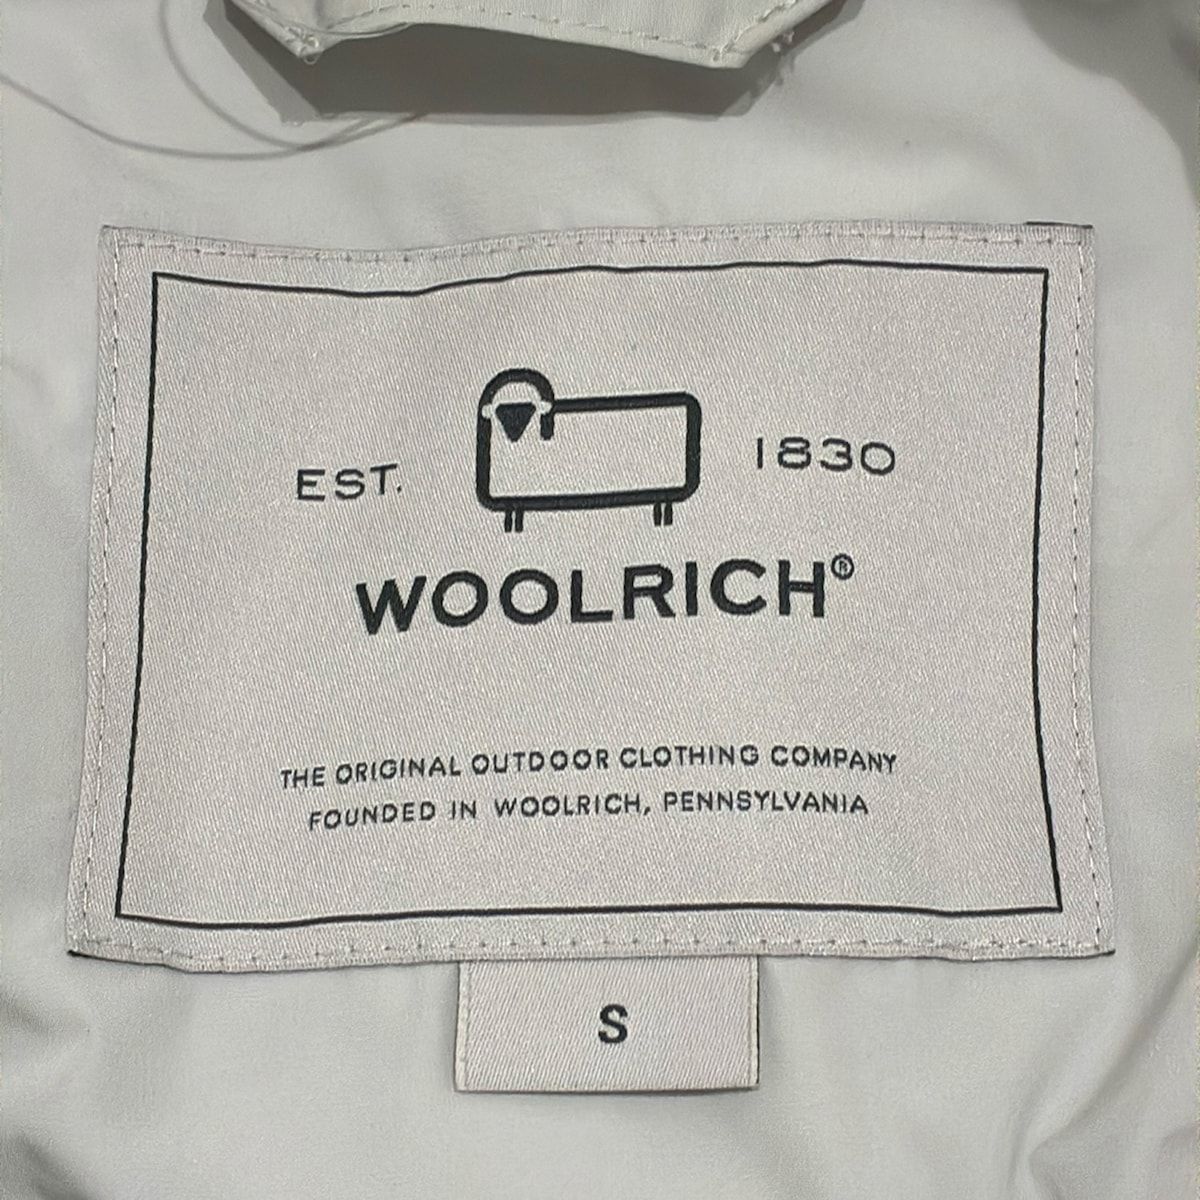 EST. 1830
WOOLRICH®
THE ORIGINAL OUTDOOR CLOTHING COMPANY
FOUNDED IN WOOLRICH, PENNSYLVANIA
S